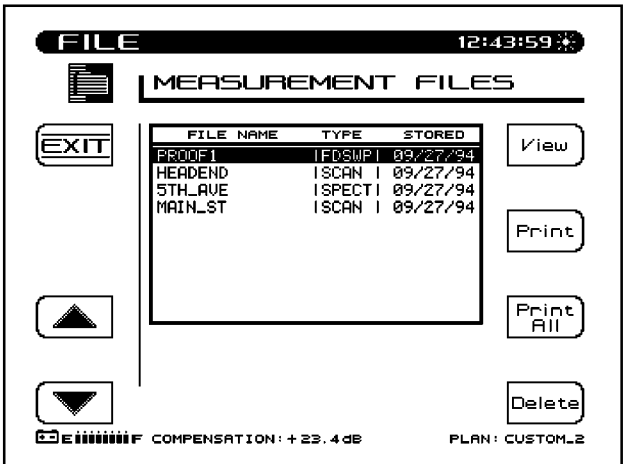 FILE 12:43:59
MEASUREMENT FILES
EXIT
FILE NAME TYPE STORED
PROOF1 |FDSWP| 09/27/94
HEADEND |SCAN | 09/27/94
5TH_AVE |SPECT| 09/27/94
MAIN_ST |SCAN | 09/27/94
View
Print
Print
All
Delete
E F COMPENSATION: +23.4dB PLAN: CUSTOM_2